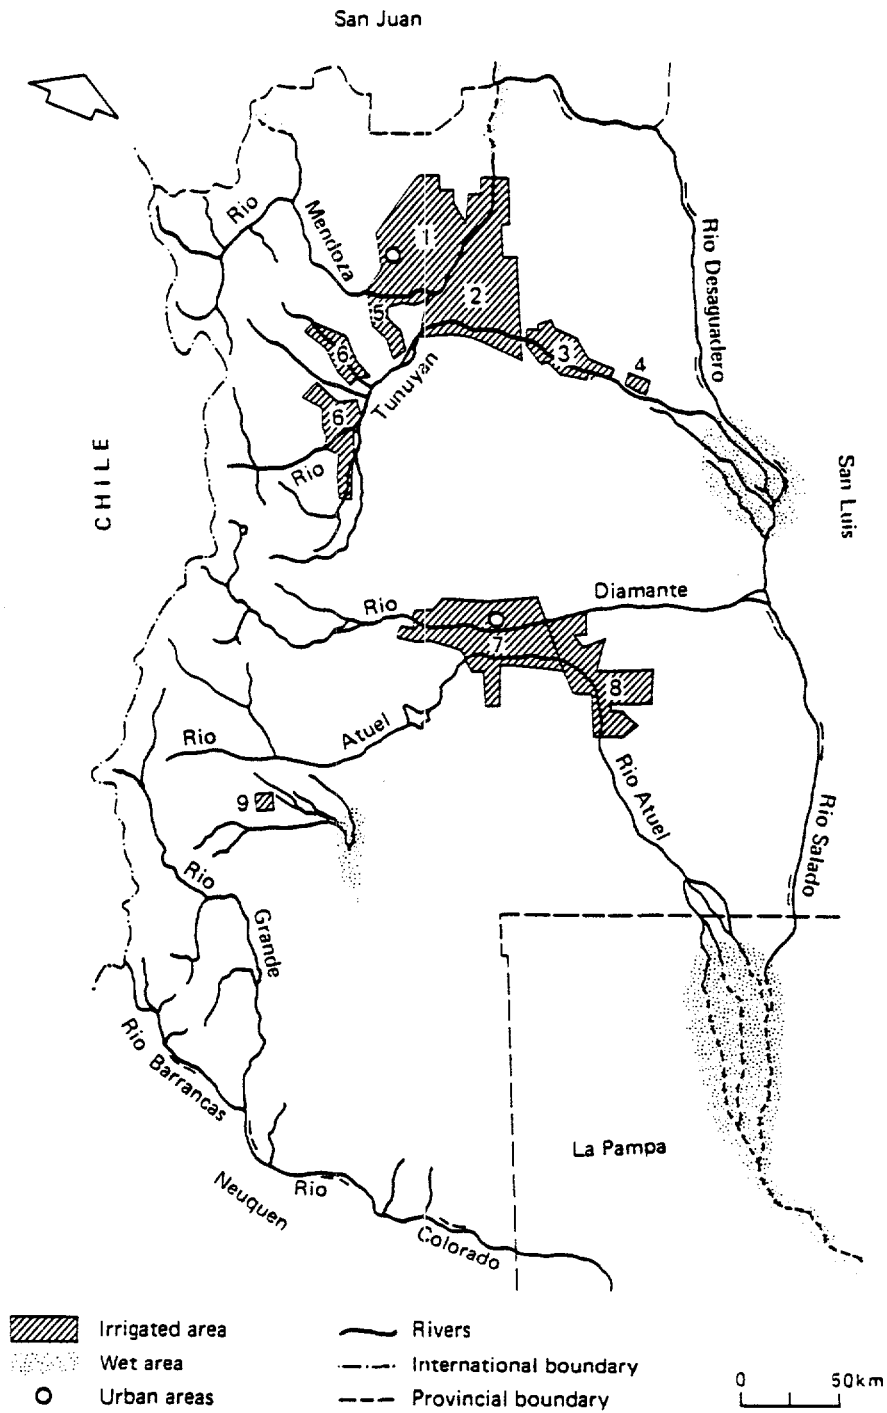 San Juan
Rio
Mendoza
1
2
5
6
3
4
Tunuyan
6
Rio
Rio Desaguadero
CHILE
San Luis
Rio
Diamante
7
8
Rio
Atuel
Rio Atuel
9
Rio
Grande
Rio Salado
Rio
Barrancas
La Pampa
Neuquen
Rio
Colorado
Irrigated area
Wet area
Urban areas
Rivers
International boundary
Provincial boundary
0 50km